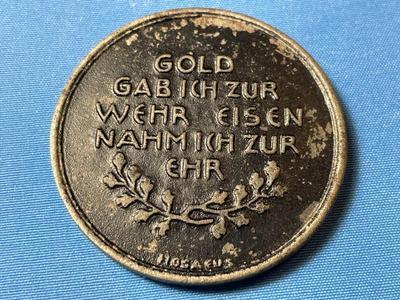 GOLD
GAB ICH ZUR
WEHR EISEN
NAHM ICH ZUR
EHR
HOSAEUS